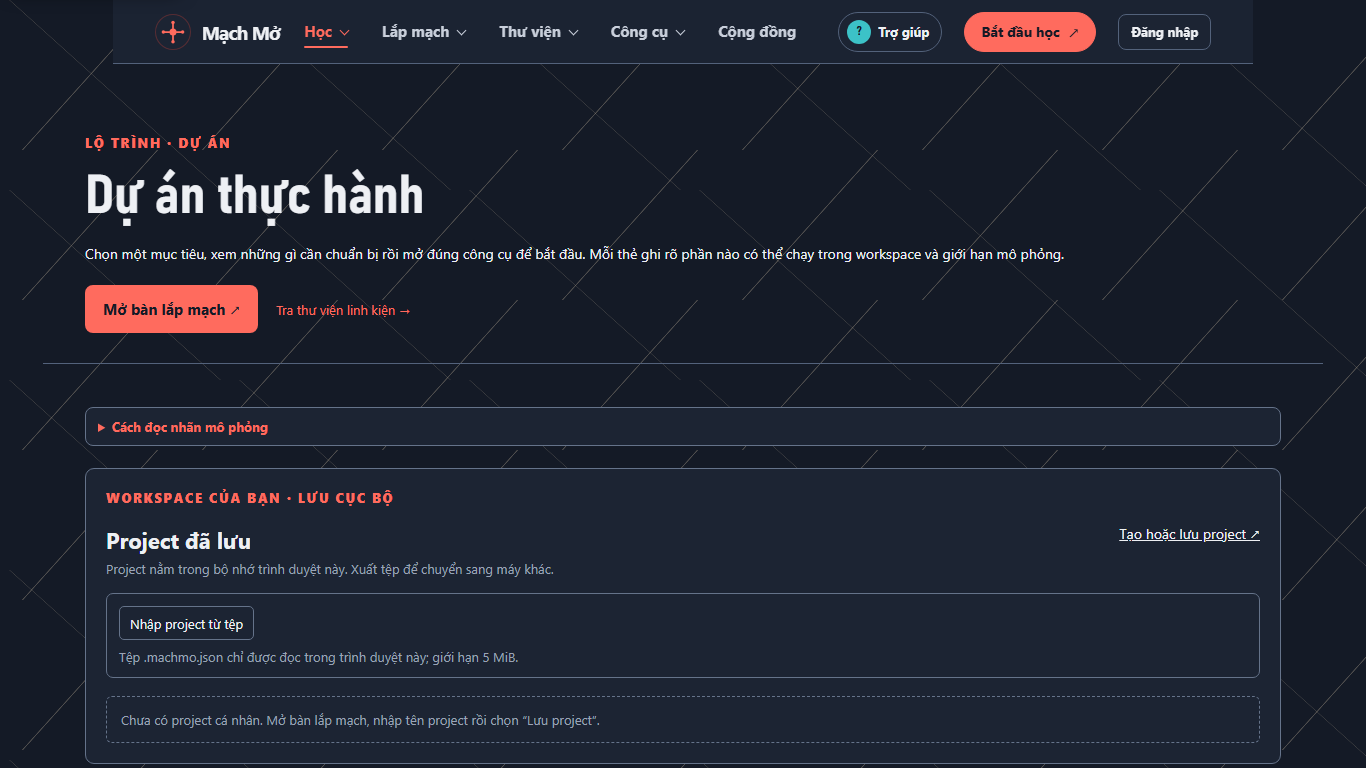 Mạch Mở
Học
Lắp mạch
Thư viện
Công cụ
Cộng đồng
? Trợ giúp
Bắt đầu học ↗
Đăng nhập
LỘ TRÌNH · DỰ ÁN
Dự án thực hành
Chọn một mục tiêu, xem những gì cần chuẩn bị rồi mở đúng công cụ để bắt đầu. Mỗi thẻ ghi rõ phần nào có thể chạy trong workspace và giới hạn mô phỏng.
Mở bàn lắp mạch ↗
Tra thư viện linh kiện →
Cách đọc nhãn mô phỏng
WORKSPACE CỦA BẠN · LƯU CỤC BỘ
Project đã lưu
Tạo hoặc lưu project ↗
Project nằm trong bộ nhớ trình duyệt này. Xuất tệp để chuyển sang máy khác.
Nhập project từ tệp
Tệp .machmo.json chỉ được đọc trong trình duyệt này; giới hạn 5 MiB.
Chưa có project cá nhân. Mở bàn lắp mạch, nhập tên project rồi chọn “Lưu project”.